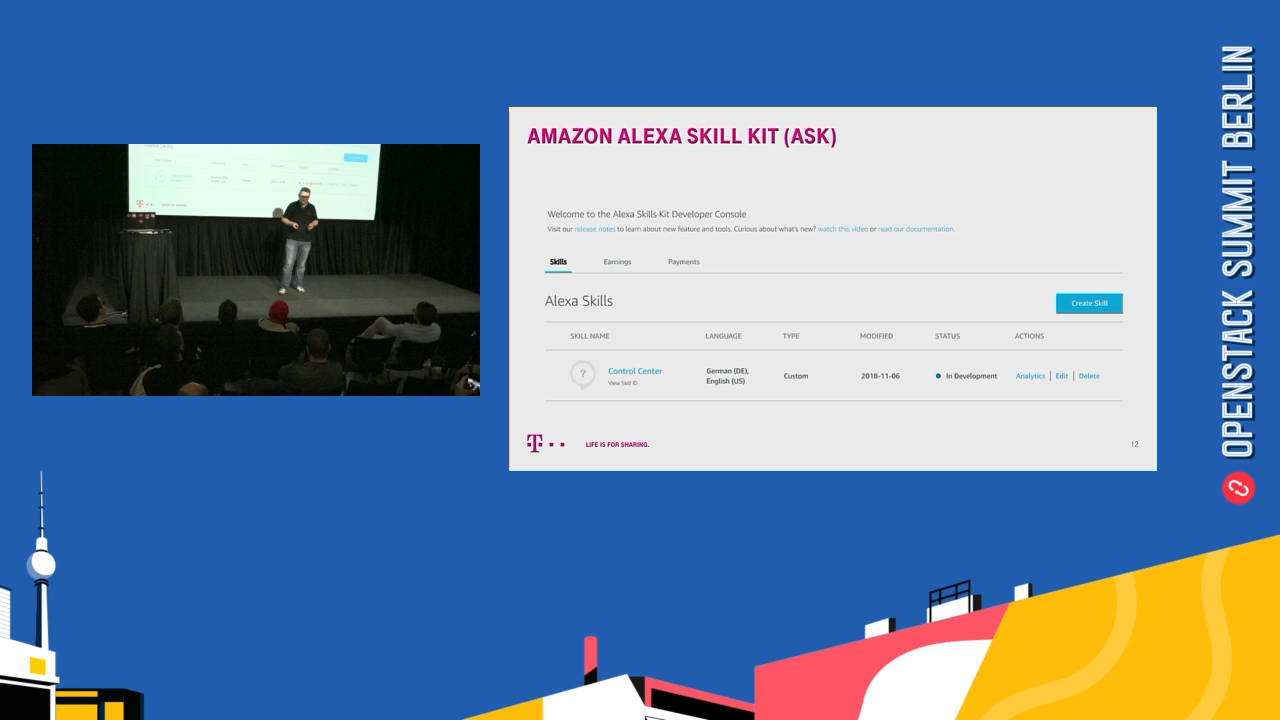 AMAZON ALEXA SKILL KIT (ASK)
Welcome to the Alexa Skills Kit Developer Console
Visit our release notes to learn about new feature and tools. Curious about what's new? watch this video or read our documentation.
Skills Earnings Payments
Alexa Skills
Create Skill
SKILL NAME LANGUAGE TYPE MODIFIED STATUS ACTIONS
? Control Center
View Skill ID
German (DE),
English (US)
Custom
2018-11-06
In Development
Analytics | Edit | Delete
T
LIFE IS FOR SHARING.
12
OPENSTACK SUMMIT BERLIN